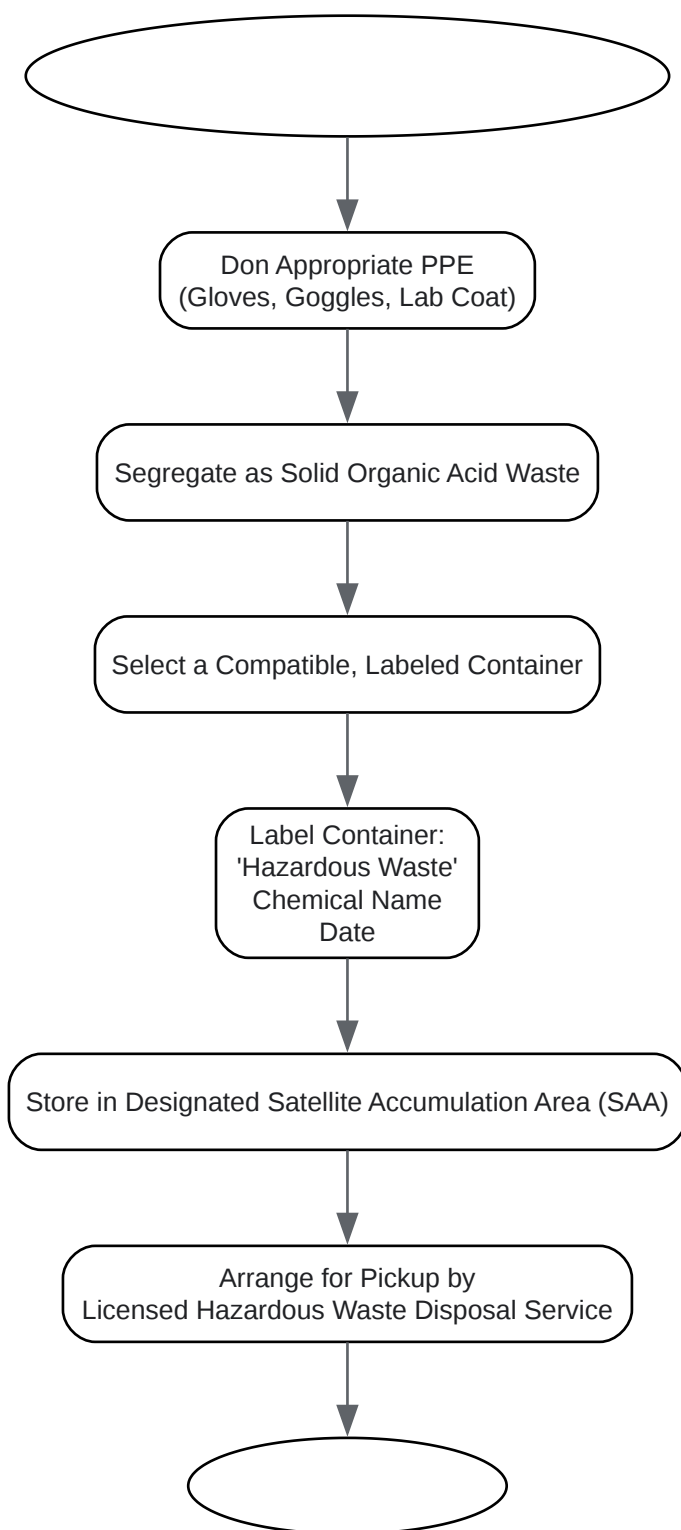 Don Appropriate PPE
(Gloves, Goggles, Lab Coat)
Segregate as Solid Organic Acid Waste
Select a Compatible, Labeled Container
Label Container:
'Hazardous Waste'
Chemical Name
Date
Store in Designated Satellite Accumulation Area (SAA)
Arrange for Pickup by
Licensed Hazardous Waste Disposal Service